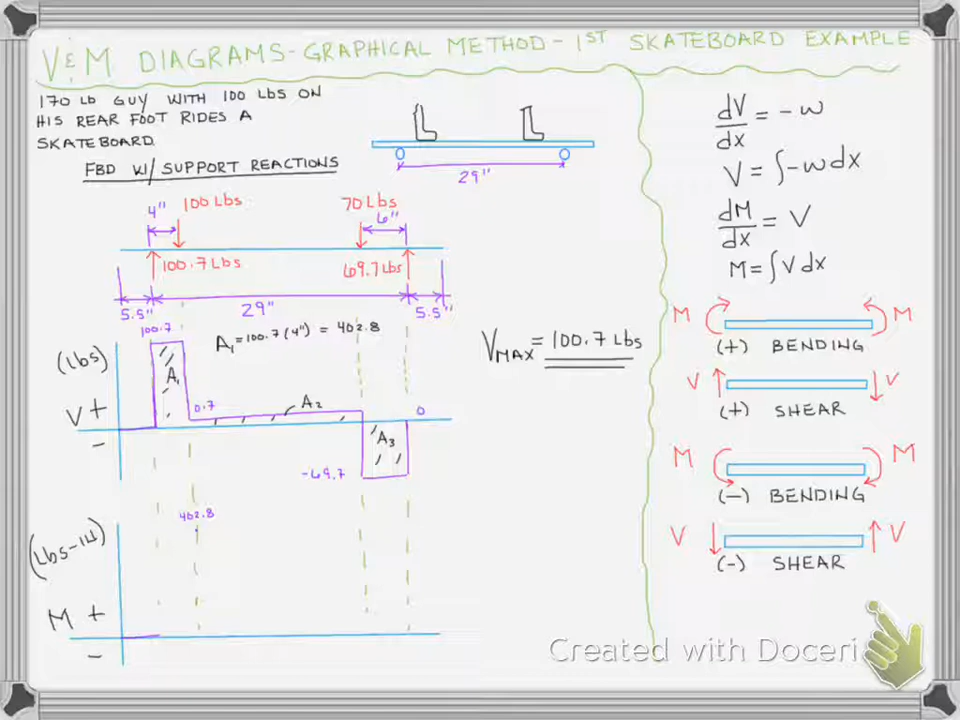 V & M DIAGRAMS-GRAPHICAL METHOD-1ST SKATEBOARD EXAMPLE
170 Lb GUY WITH 100 LBS ON
HIS REAR FOOT RIDES A
SKATEBOARD.
FBD W/ SUPPORT REACTIONS
29"
4"
100 Lbs
70 Lbs
6"
100.7 Lbs
69.7 Lbs
5.5"
29"
5.5"
100.7
A1=100.7(4") = 402.8
(Lbs)
V +
-
A1
0.7
A2
0
A3
-69.7
VMAX = 100.7 Lbs
402.8
(Lbs-IN)
M +
-
dV/dx = -w
V = ∫-w dx
dM/dx = V
M = ∫V dx
M M
(+) BENDING
V V
(+) SHEAR
M M
(-) BENDING
V V
(-) SHEAR
Created with Doceri